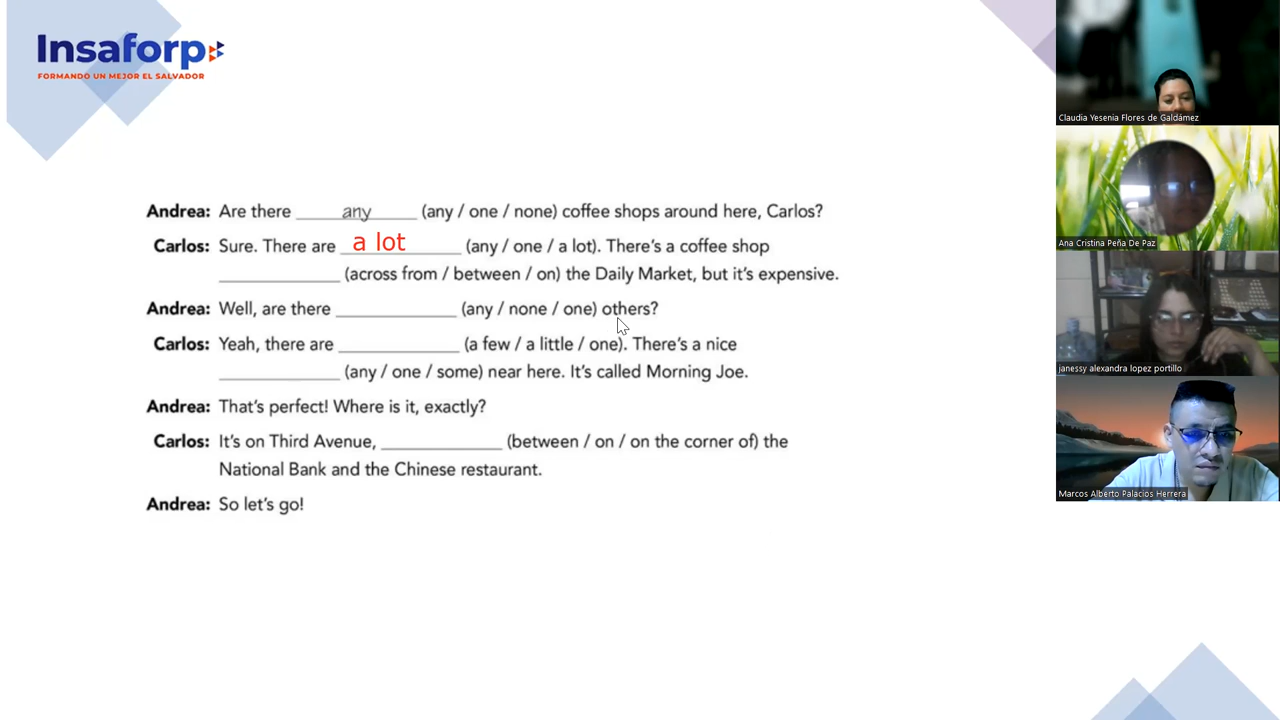 Insaforp
FORMANDO UN MEJOR EL SALVADOR
Andrea: Are there any (any / one / none) coffee shops around here, Carlos?
Carlos: Sure. There are a lot (any / one / a lot). There's a coffee shop
(across from / between / on) the Daily Market, but it's expensive.
Andrea: Well, are there (any / none / one) others?
Carlos: Yeah, there are (a few / a little / one). There's a nice
(any / one / some) near here. It's called Morning Joe.
Andrea: That's perfect! Where is it, exactly?
Carlos: It's on Third Avenue, (between / on / on the corner of) the
National Bank and the Chinese restaurant.
Andrea: So let's go!
Claudia Yesenia Flores de Galdámez
Ana Cristina Peña De Paz
janessy alexandra lopez portillo
Marcos Alberto Palacios Herrera